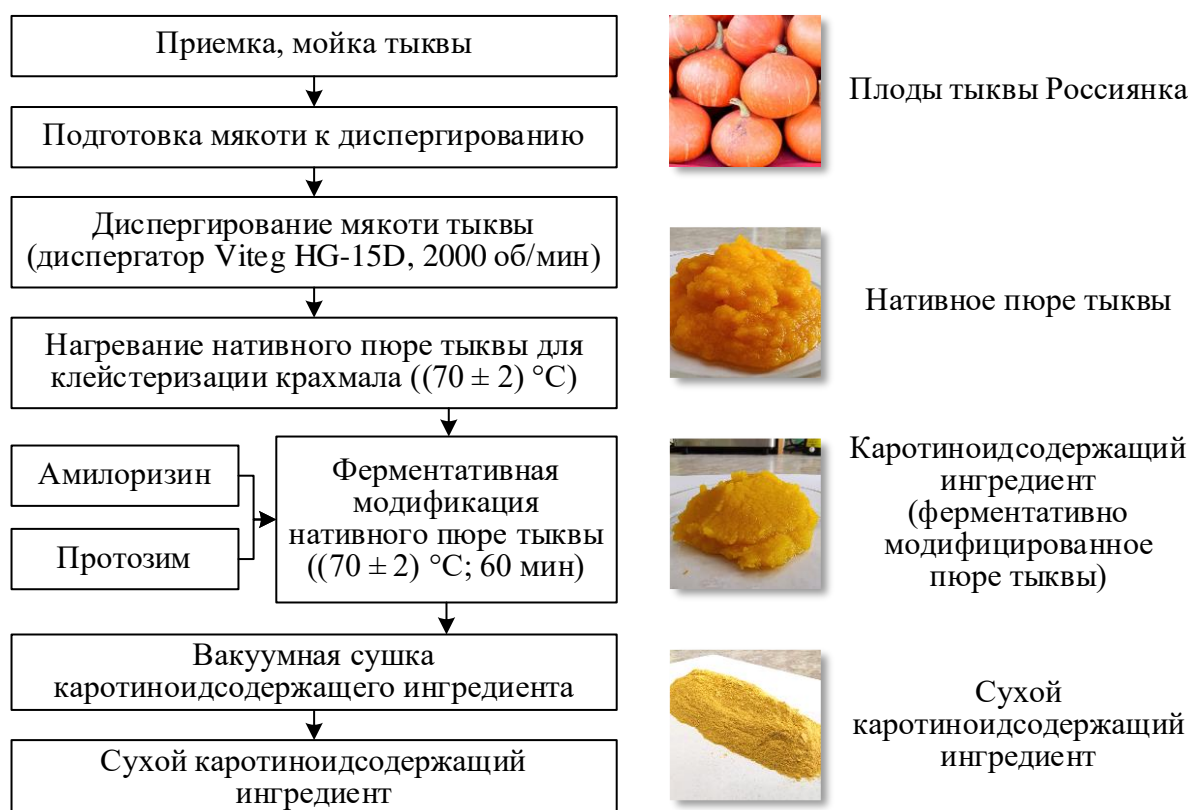 Приемка, мойка тыквы
Подготовка мякоти к диспергированию
Диспергирование мякоти тыквы
(диспергатор Viteg HG-15D, 2000 об/мин)
Нагревание нативного пюре тыквы для
клейстеризации крахмала ((70 ± 2) °C)
Амилоризин
Протозим
Ферментативная
модификация
нативного пюре тыквы
((70 ± 2) °C; 60 мин)
Вакуумная сушка
каротиноидсодержащего ингредиента
Сухой каротиноидсодержащий
ингредиент
Плоды тыквы Россиянка
Нативное пюре тыквы
Каротиноидсодержащий
ингредиент
(ферментативно
модифицированное
пюре тыквы)
Сухой
каротиноидсодержащий
ингредиент